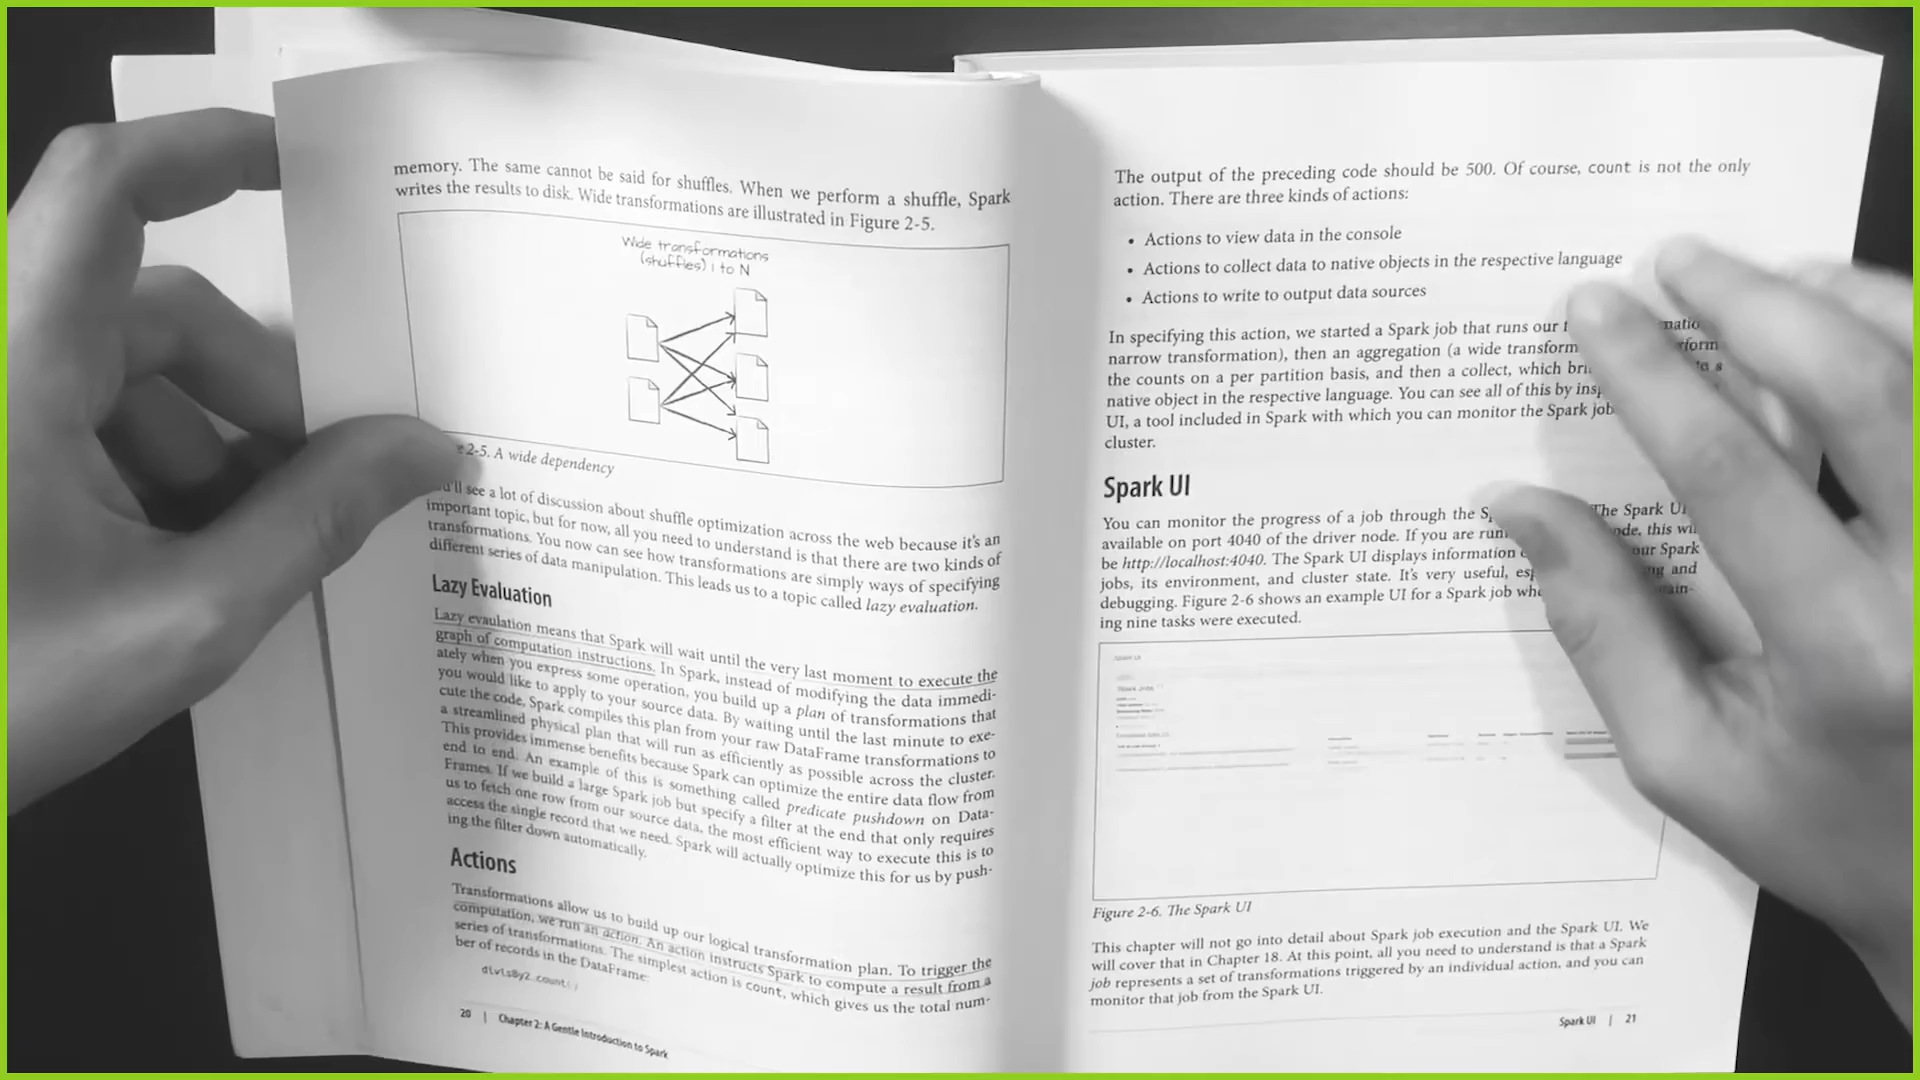 memory. The same cannot be said for shuffles. When we perform a shuffle, Spark
writes the results to disk. Wide transformations are illustrated in Figure 2-5.
Wide transformations
(shuffles) 1 to N
2-5. A wide dependency
see a lot of discussion about shuffle optimization across the web because it's an
important topic, but for now, all you need to understand is that there are two kinds of
transformations. You now can see how transformations are simply ways of specifying
different series of data manipulation. This leads us to a topic called lazy evaluation.
Lazy Evaluation
Lazy evaulation means that Spark will wait until the very last moment to execute the
graph of computation instructions. In Spark, instead of modifying the data immedi-
ately when you express some operation, you build up a plan of transformations that
you would like to apply to your source data. By waiting until the last minute to exe-
cute the code, Spark compiles this plan from your raw DataFrame transformations to
a streamlined physical plan that will run as efficiently as possible across the cluster.
This provides immense benefits because Spark can optimize the entire data flow from
end to end. An example of this is something called predicate pushdown on Data-
Frames. If we build a large Spark job but specify a filter at the end that only requires
us to fetch one row from our source data, the most efficient way to execute this is to
access the single record that we need. Spark will actually optimize this for us by push-
ing the filter down automatically.
Actions
Transformations allow us to build up our logical transformation plan. To trigger the
computation, we run an action. An action instructs Spark to compute a result from a
series of transformations. The simplest action is count, which gives us the total num-
ber of records in the DataFrame:
divisBy2.count()
20 | Chapter 2: A Gentle Introduction to Spark
The output of the preceding code should be 500. Of course, count is not the only
action. There are three kinds of actions:
• Actions to view data in the console
• Actions to collect data to native objects in the respective language
• Actions to write to output data sources
In specifying this action, we started a Spark job that runs our
narrow transformation), then an aggregation (a wide
the counts on a per partition basis, and then a collect, which
native object in the respective language. You can see all of this by
UI, a tool included in Spark with which you can monitor the Spark
cluster.
Spark UI
You can monitor the progress of a job through the The Spark UI
available on port 4040 of the driver node. If you are this
be http://localhost:4040. The Spark UI displays information Spark
jobs, its environment, and cluster state. It's very useful, and
debugging. Figure 2-6 shows an example UI for a Spark job
ing nine tasks were executed.
Spark UI
Figure 2-6. The Spark UI
This chapter will not go into detail about Spark job execution and the Spark UI. We
will cover that in Chapter 18. At this point, all you need to understand is that a Spark
job represents a set of transformations triggered by an individual action, and you can
monitor that job from the Spark UI.
Spark UI | 21